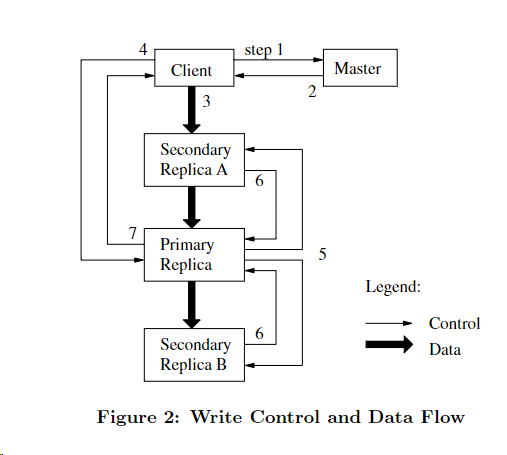 4
step 1
Client
Master
2
3
Secondary
Replica A
6
7
Primary
Replica
5
Legend:
Control
Data
6
Secondary
Replica B
Figure 2: Write Control and Data Flow